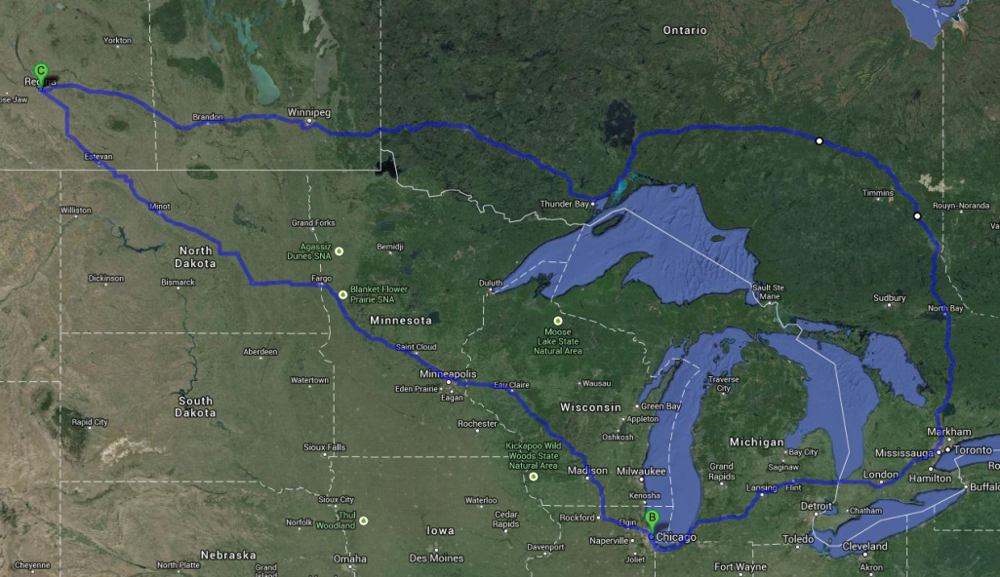 Ontario
Yorkton
C
Regina
ose Jaw
Brandon
Winnipeg
Estevan
Timmins
Rouyn-Noranda
Va
Thunder Bay
Williston
Minot
Grand Forks
Agassiz
Dunes SNA
Bemidji
North
Dakota
Dickinson
Bismarck
Fargo
Blanket Flower
Prairie SNA
Duluth
Sault Ste.
Marie
Sudbury
North Bay
Minnesota
Moose
Lake State
Natural Area
Aberdeen
Saint Cloud
Watertown
Minneapolis
Eden Prairie
Eagan
Eau Claire
Wausau
Traverse
City
South
Dakota
Wisconsin
Green Bay
Appleton
Oshkosh
Rapid City
Rochester
Kickapoo Wild
Woods State
Natural Area
Sioux Falls
Michigan
Bay City
Saginaw
Grand
Rapids
Markham
Mississauga
Toronto
Ro
Madison
Milwaukee
Kenosha
Lansing
Flint
London
Hamilton
Buffalo
Sioux City
Thul
Woodland
Norfolk
Waterloo
Cedar
Rapids
Rockford
Elgin
B
Chicago
Naperville
Joliet
Detroit
Chatham
Iowa
Davenport
Toledo
Cleveland
Nebraska
Omaha
Des Moines
Cheyenne
North Platte
Grand
Island
Fort Wayne
Akron